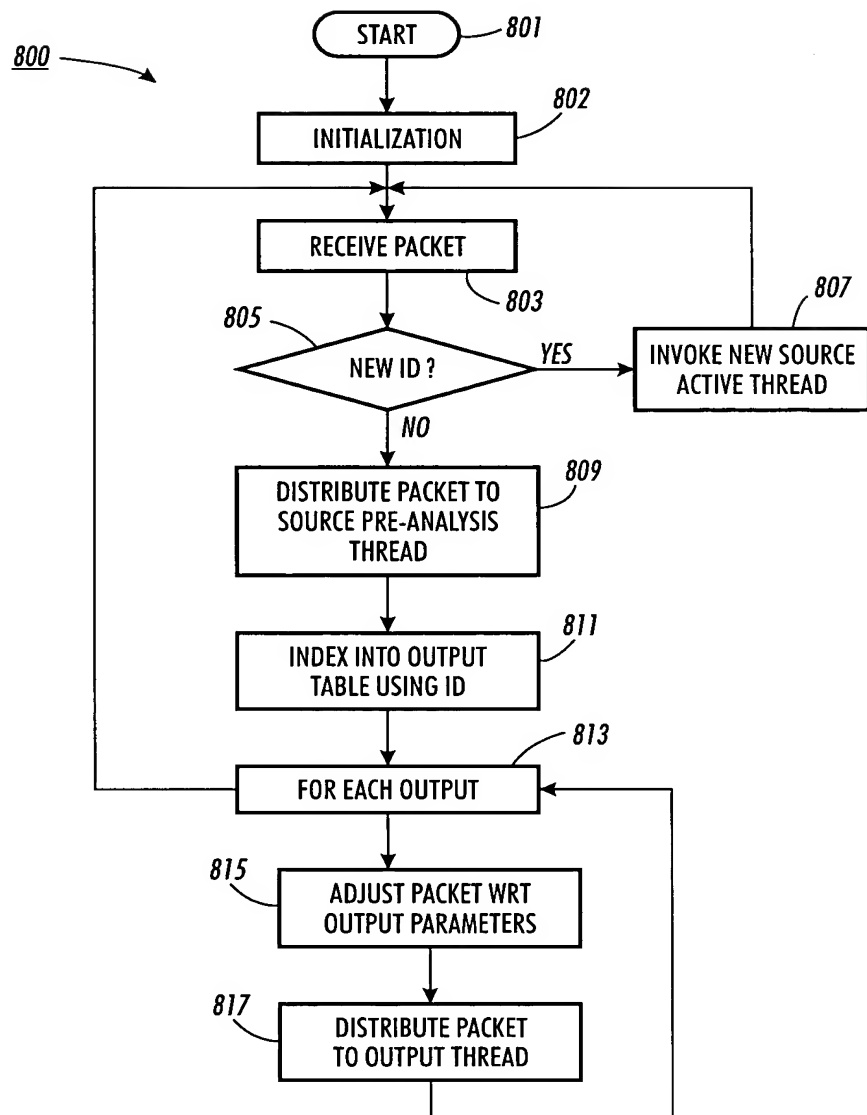 800
START
801
INITIALIZATION
802
RECEIVE PACKET
803
805
NEW ID ?
YES
NO
807
INVOKE NEW SOURCE
ACTIVE THREAD
DISTRIBUTE PACKET TO
SOURCE PRE-ANALYSIS
THREAD
809
INDEX INTO OUTPUT
TABLE USING ID
811
FOR EACH OUTPUT
813
815
ADJUST PACKET WRT
OUTPUT PARAMETERS
817
DISTRIBUTE PACKET
TO OUTPUT THREAD